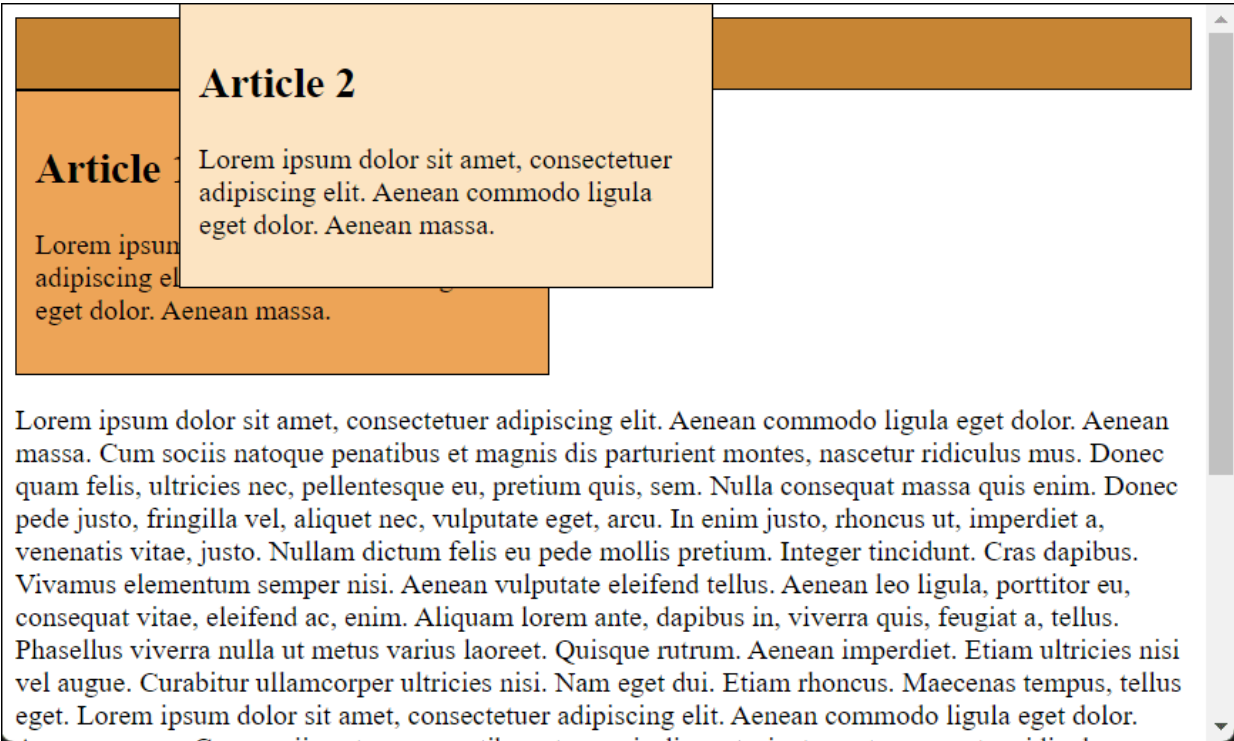 Article 2
Lorem ipsum dolor sit amet, consectetuer
adipiscing elit. Aenean commodo ligula
eget dolor. Aenean massa.
Article
Lorem ipsum
adipiscing el
eget dolor. Aenean massa.
Lorem ipsum dolor sit amet, consectetuer adipiscing elit. Aenean commodo ligula eget dolor. Aenean
massa. Cum sociis natoque penatibus et magnis dis parturient montes, nascetur ridiculus mus. Donec
quam felis, ultricies nec, pellentesque eu, pretium quis, sem. Nulla consequat massa quis enim. Donec
pede justo, fringilla vel, aliquet nec, vulputate eget, arcu. In enim justo, rhoncus ut, imperdiet a,
venenatis vitae, justo. Nullam dictum felis eu pede mollis pretium. Integer tincidunt. Cras dapibus.
Vivamus elementum semper nisi. Aenean vulputate eleifend tellus. Aenean leo ligula, porttitor eu,
consequat vitae, eleifend ac, enim. Aliquam lorem ante, dapibus in, viverra quis, feugiat a, tellus.
Phasellus viverra nulla ut metus varius laoreet. Quisque rutrum. Aenean imperdiet. Etiam ultricies nisi
vel augue. Curabitur ullamcorper ultricies nisi. Nam eget dui. Etiam rhoncus. Maecenas tempus, tellus
eget. Lorem ipsum dolor sit amet, consectetuer adipiscing elit. Aenean commodo ligula eget dolor.